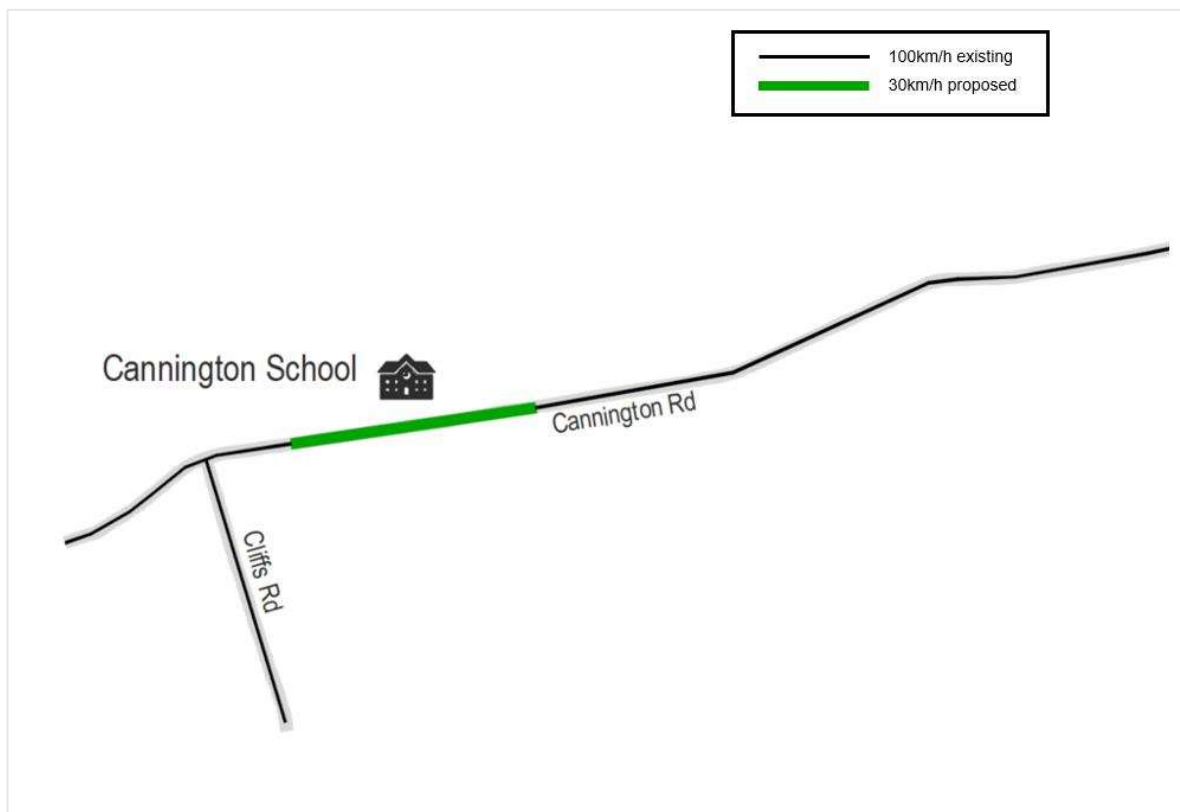 100km/h existing
30km/h proposed
Cannington School
Cannington Rd
Cliffs Rd